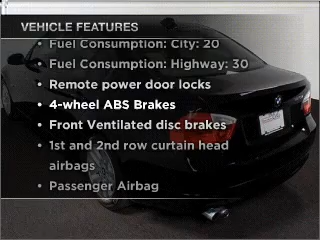 VEHICLE FEATURES
• Fuel Consumption: City: 20
• Fuel Consumption: Highway: 30
• Remote power door locks
• 4-wheel ABS Brakes
• Front Ventilated disc brakes
• 1st and 2nd row curtain head
airbags
• Passenger Airbag